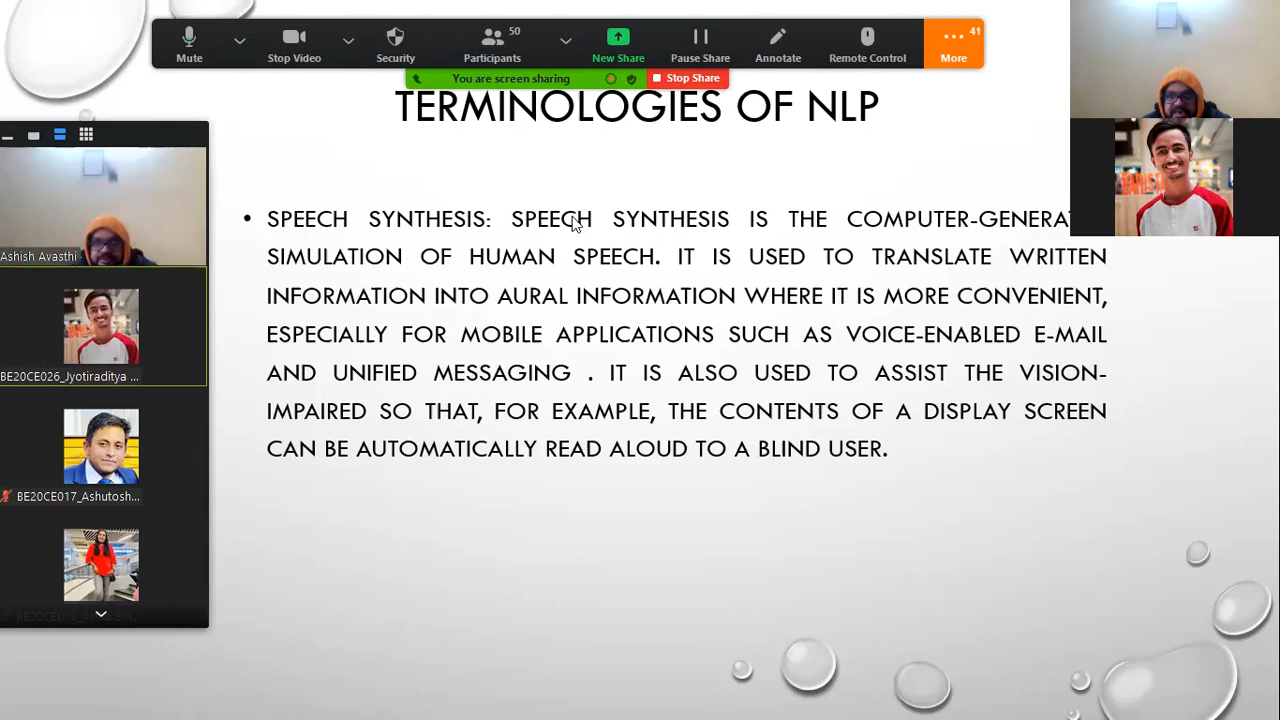 50
41
Mute
Stop Video
Security
Participants
New Share
Pause Share
Annotate
Remote Control
More
You are screen sharing
Stop Share
TERMINOLOGIES OF NLP
• SPEECH SYNTHESIS: SPEECH SYNTHESIS IS THE
SIMULATION OF HUMAN SPEECH. IT IS USED TO TRANSLATE WRITTEN
INFORMATION INTO AURAL INFORMATION WHERE IT IS MORE CONVENIENT,
ESPECIALLY FOR MOBILE APPLICATIONS SUCH AS VOICE-ENABLED E-MAIL
AND UNIFIED MESSAGING . IT IS ALSO USED TO ASSIST THE VISION-
IMPAIRED SO THAT, FOR EXAMPLE, THE CONTENTS OF A DISPLAY SCREEN
CAN BE AUTOMATICALLY READ ALOUD TO A BLIND USER.
Ashish Avasthi
BE20CE026_Jyotiraditya ...
BE20CE017_Ashutosh...